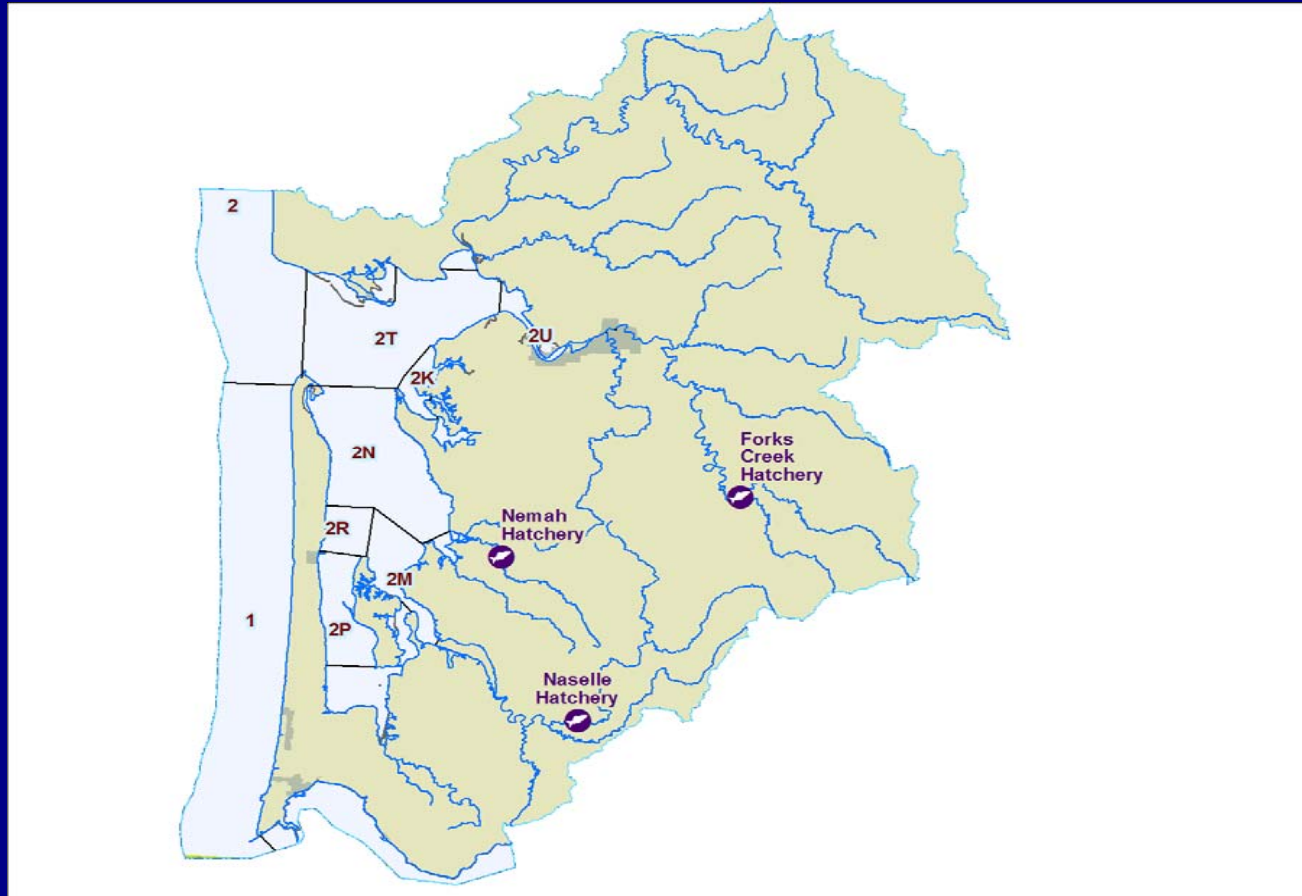 2
2T
2U
2K
2N
Forks
Creek
Hatchery
Nemah
Hatchery
2R
2M
1
2P
Naselle
Hatchery